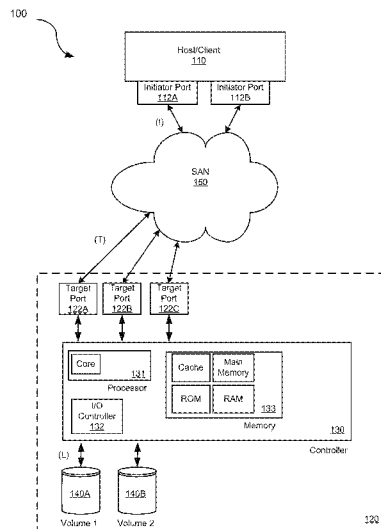 100
Host/Client
110
Initiator Port
112A
Initiator Port
112B
(I)
SAN
150
(T)
Target
Port
122A
Target
Port
122B
Target
Port
122C
Core
131
Processor
I/O
Controller
132
Cache
Main
Memory
ROM
RAM
133
Memory
130
Controller
(L)
140A
140B
Volume 1
Volume 2
120